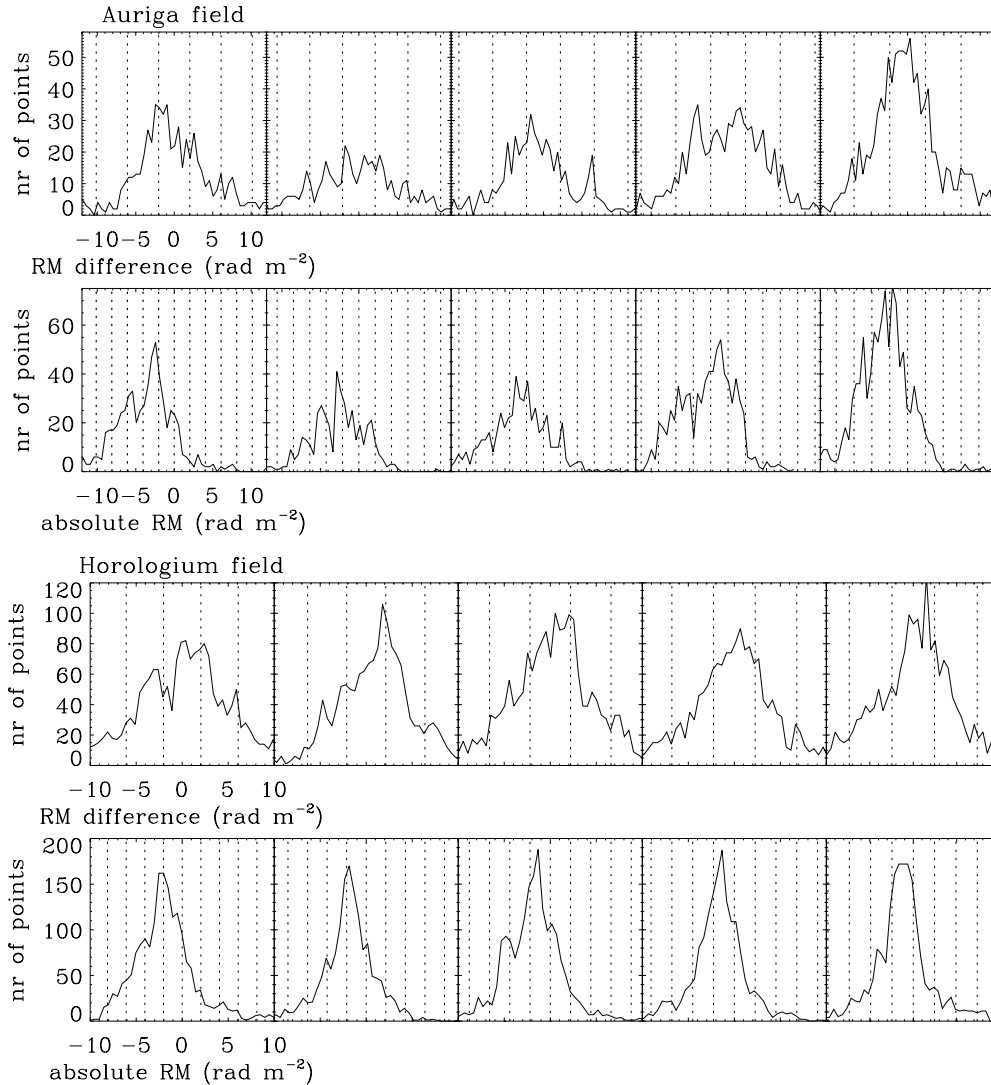 Auriga field
nr of points
50
40
30
20
10
0
−10 −5 0 5 10
RM difference (rad m−2)
nr of points
60
40
20
0
−10 −5 0 5 10
absolute RM (rad m−2)
Horologium field
nr of points
120
100
80
60
40
20
0
−10 −5 0 5 10
RM difference (rad m−2)
nr of points
200
150
100
50
0
−10 −5 0 5 10
absolute RM (rad m−2)